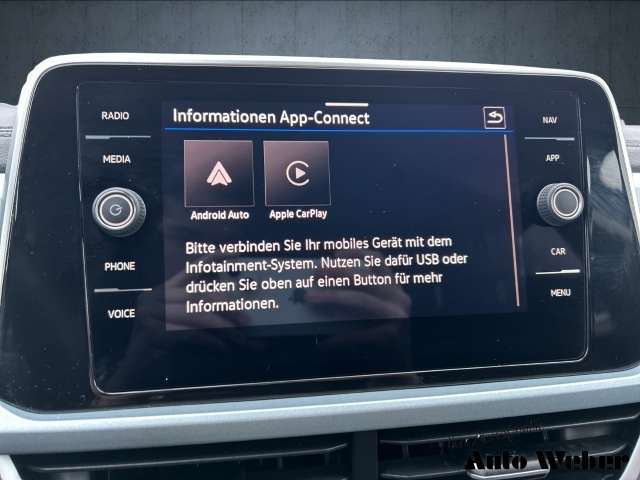 RADIO
MEDIA
PHONE
VOICE
Informationen App-Connect
Android Auto
Apple CarPlay
Bitte verbinden Sie Ihr mobiles Gerät mit dem
Infotainment-System. Nutzen Sie dafür USB oder
drücken Sie oben auf einen Button für mehr
Informationen.
NAV
APP
CAR
MENU
Auto Weber